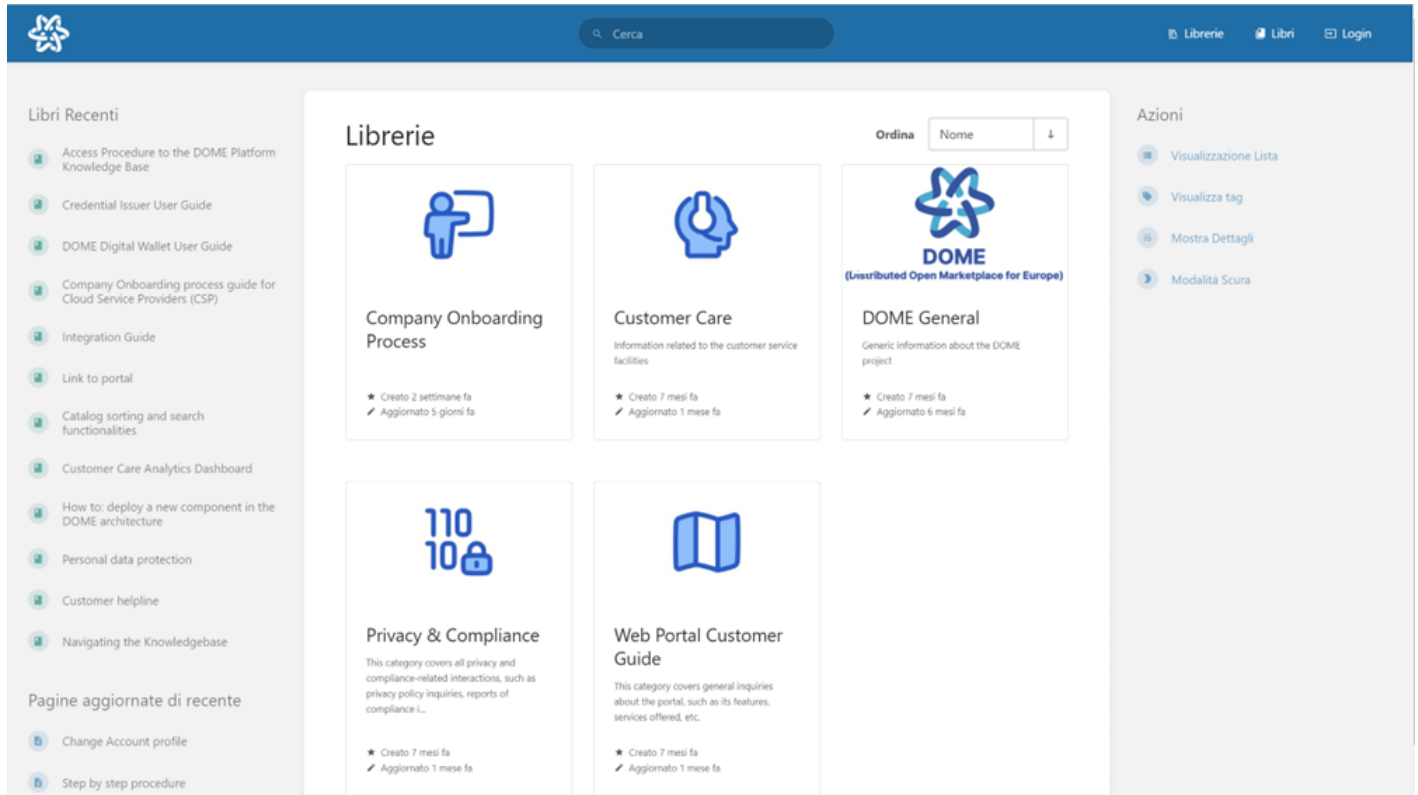 Cerca
Librerie
Libri
Login
Libri Recenti
Access Procedure to the DOME Platform
Knowledge Base
Credential Issuer User Guide
DOME Digital Wallet User Guide
Company Onboarding process guide for
Cloud Service Providers (CSP)
Integration Guide
Link to portal
Catalog sorting and search
functionalities
Customer Care Analytics Dashboard
How to: deploy a new component in the
DOME architecture
Personal data protection
Customer helpline
Navigating the Knowledgebase
Pagine aggiornate di recente
Change Account profile
Step by step procedure
Librerie
Ordina
Nome
Company Onboarding
Process
Creato 2 settimane fa
Aggiornato 5 giorni fa
Customer Care
Information related to the customer service
facilities
Creato 7 mesi fa
Aggiornato 1 mese fa
DOME
(Distributed Open Marketplace for Europe)
DOME General
Generic information about the DOME
project
Creato 7 mesi fa
Aggiornato 6 mesi fa
110
10
Privacy & Compliance
This category covers all privacy and
compliance-related interactions, such as
privacy policy inquiries, reports of
compliance i...
Creato 7 mesi fa
Aggiornato 1 mese fa
Web Portal Customer
Guide
This category covers general inquiries
about the portal, such as its features,
services offered, etc.
Creato 7 mesi fa
Aggiornato 1 mese fa
Azioni
Visualizzazione Lista
Visualizza tag
Mostra Dettagli
Modalità Scura